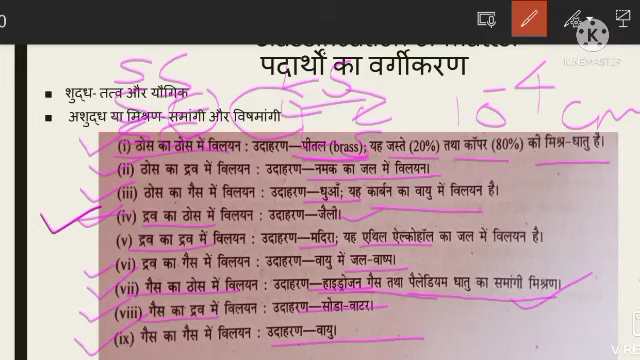 पदार्थों का वर्गीकरण
शुद्ध- तत्व और यौगिक
अशुद्ध या मिश्रण- समांगी और विषमांगी
10⁻⁴ cm
(i) ठोस का ठोस में विलयन : उदाहरण—पीतल (brass), यह जस्ते (20%) तथा कॉपर (80%) की मिश्र-धातु है।
(ii) ठोस का द्रव में विलयन : उदाहरण—नमक का जल में विलयन।
(iii) ठोस का गैस में विलयन : उदाहरण—धुआँ; यह कार्बन का वायु में विलयन है।
(iv) द्रव का ठोस में विलयन : उदाहरण—जैली।
(v) द्रव का द्रव में विलयन : उदाहरण—मदिरा; यह एथिल ऐल्कोहॉल का जल में विलयन है।
(vi) द्रव का गैस में विलयन : उदाहरण—वायु में जल-वाष्प।
(vii) गैस का ठोस में विलयन : उदाहरण—हाइड्रोजन गैस तथा पैलेडियम धातु का समांगी मिश्रण।
(viii) गैस का द्रव में विलयन : उदाहरण—सोडा-वाटर।
(ix) गैस का गैस में विलयन : उदाहरण—वायु।
K
KINEMASTER